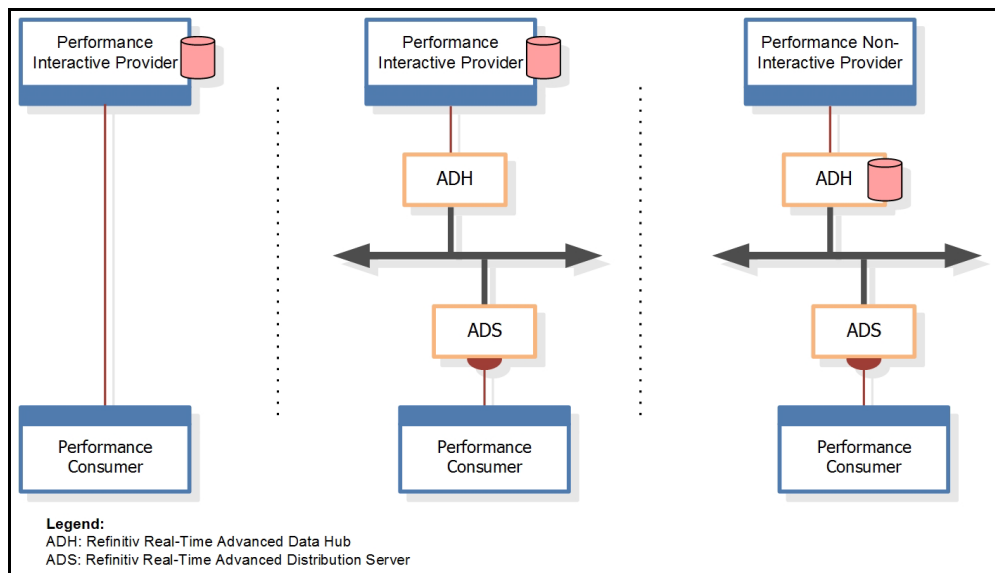 Performance
Interactive Provider
Performance
Interactive Provider
Performance Non-
Interactive Provider
ADH
ADH
ADS
ADS
Performance
Consumer
Performance
Consumer
Performance
Consumer
Legend:
ADH: Refinitiv Real-Time Advanced Data Hub
ADS: Refinitiv Real-Time Advanced Distribution Server